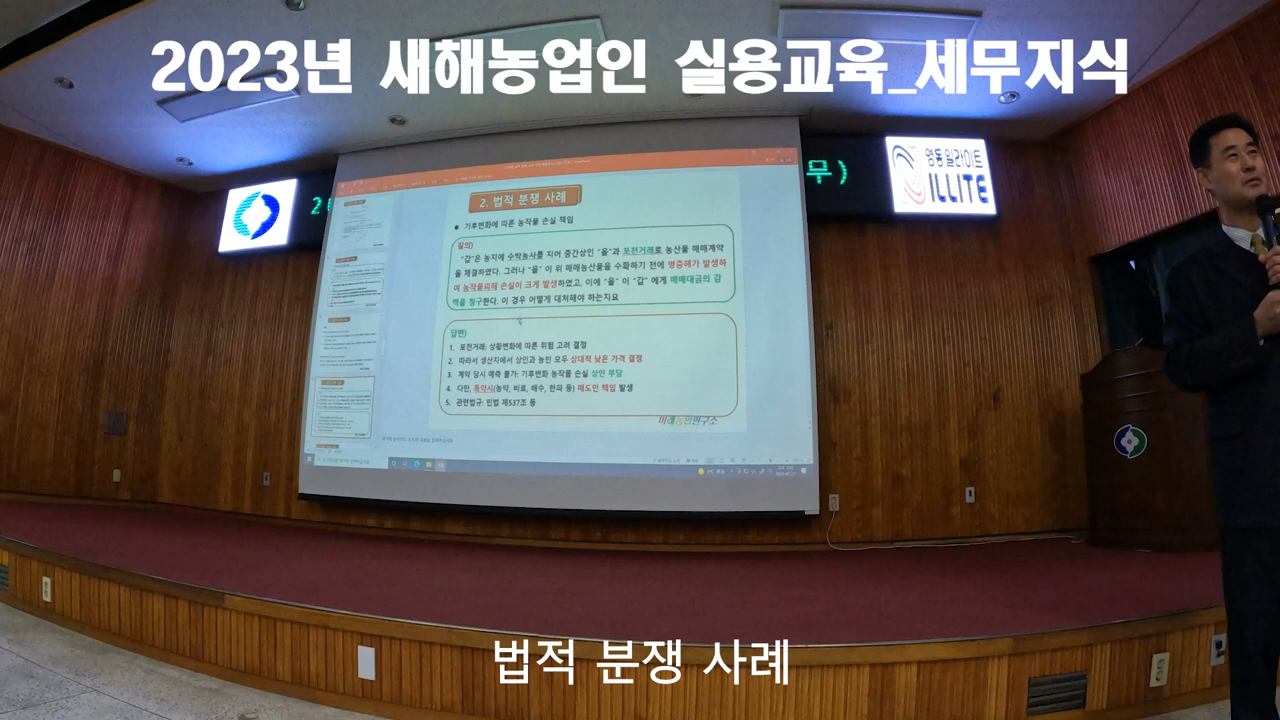 2023년 새해농업인 실용교육_세무지식
무)
영동일라이트
ILLITE
2. 법적 분쟁 사례
● 기후변화에 따른 농작물 손실 책임
질의)
"갑"은 농지에 수박농사를 지어 중간상인 "을"과 포전거래로 농산물 매매계약
을 체결하였다. 그러나 "을" 이 위 매매농산물을 수확하기 전에 병충해가 발생하
여 농작물피해 손실이 크게 발생하였고, 이에 "을" 이 "갑" 에게 매매대금의 감
액을 청구한다. 이 경우 어떻게 대처해야 하는지요
답변)
1. 포전거래: 상황변화에 따른 위험 고려 결정
2. 따라서 생산지에서 상인과 농민 모두 상대적 낮은 가격 결정
3. 계약 당시 예측 불가: 기후변화 농작물 손실 상인 부담
4. 다만, 특약시(농약, 비료, 배수, 한파 등) 매도인 책임 발생
5. 관련법규: 민법 제537조 등
미래농업연구소
법적 분쟁 사례